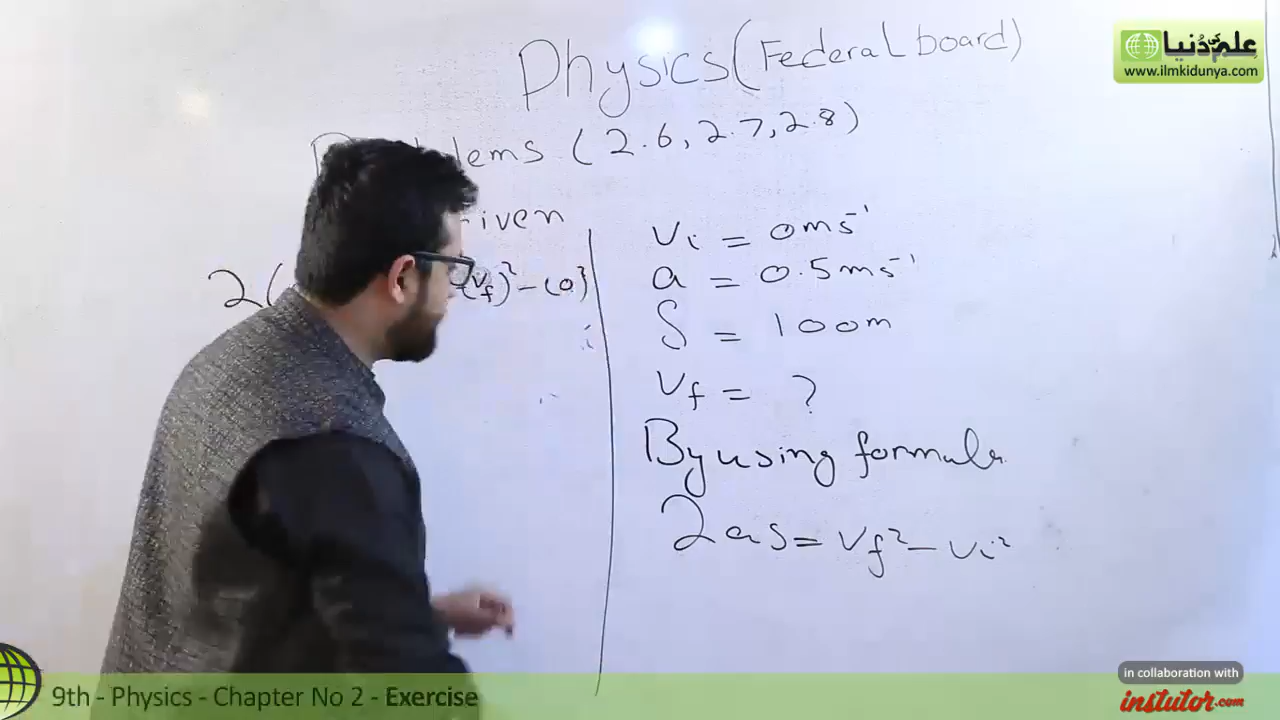 Physics (Federal board)
(2.6, 2.7, 2.8)
2( (vf)² - (0)
vi = 0ms⁻¹
a = 0.5ms⁻¹
S = 100m
vf = ?
By using formula
2as = vf² - vi²
علم کی دنیا
www.ilmkidunya.com
9th - Physics - Chapter No 2 - Exercise
in collaboration with
instutor.com